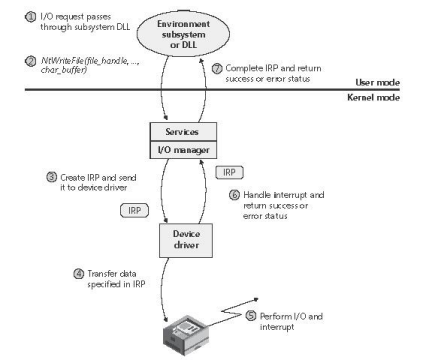 ① I/O request passes
through subsystem DLL
Environment
subsystem
or DLL
② NtWriteFile(file_handle, ...,
char_buffer)
⑦ Complete IRP and return
success or error status
User mode
Kernel mode
Services
I/O manager
③ Create IRP and send
it to device driver
IRP
IRP
⑥ Handle interrupt and
return success or
error status
Device
driver
④ Transfer data
specified in IRP
⑤ Perform I/O and
interrupt